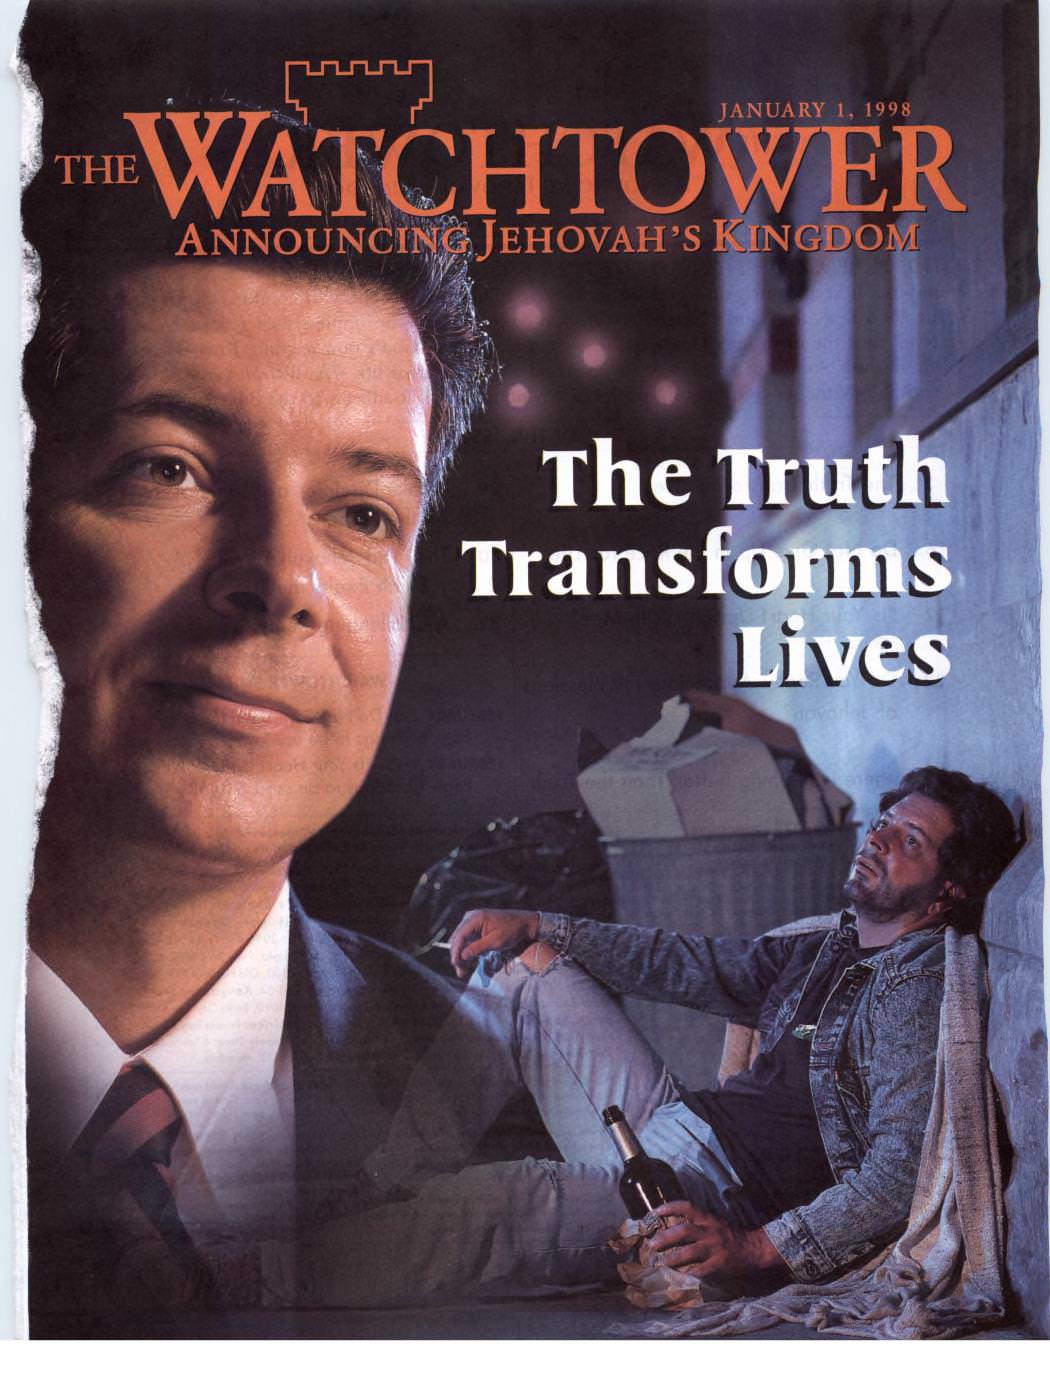 JANUARY 1, 1998
THE WATCHTOWER
ANNOUNCING JEHOVAH'S KINGDOM
The Truth
Transforms
Lives